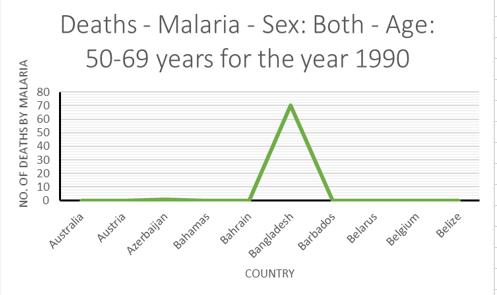 Deaths - Malaria - Sex: Both - Age:
50-69 years for the year 1990
NO. OF DEATHS BY MALARIA
80
70
60
50
40
30
20
10
0
Australia
Austria
Azerbaijan
Bahamas
Bahrain
Bangladesh
Barbados
Belarus
Belgium
Belize
COUNTRY